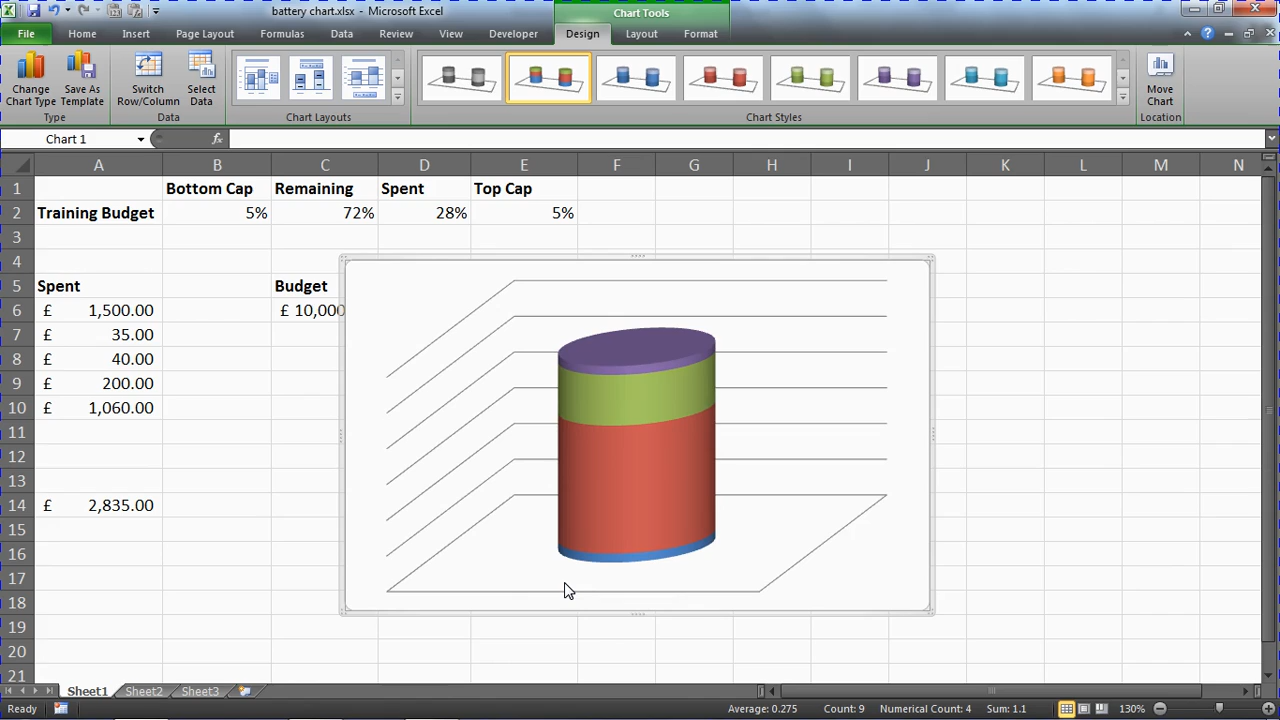 battery chart.xlsx - Microsoft Excel
Chart Tools
File Home Insert Page Layout Formulas Data Review View Developer Design Layout Format
Change Chart Type
Save As Template
Switch Row/Column
Select Data
Move Chart
Type Data Chart Layouts Chart Styles Location
Chart 1 fx
A B C D E F G H I J K L M N
1 Bottom Cap Remaining Spent Top Cap
2 Training Budget 5% 72% 28% 5%
3
4
5 Spent Budget
6 £ 1,500.00 £ 10,000
7 £ 35.00
8 £ 40.00
9 £ 200.00
10 £ 1,060.00
11
12
13
14 £ 2,835.00
15
16
17
18
19
20
21
Sheet1 Sheet2 Sheet3
Ready Average: 0.275 Count: 9 Numerical Count: 4 Sum: 1.1 130%